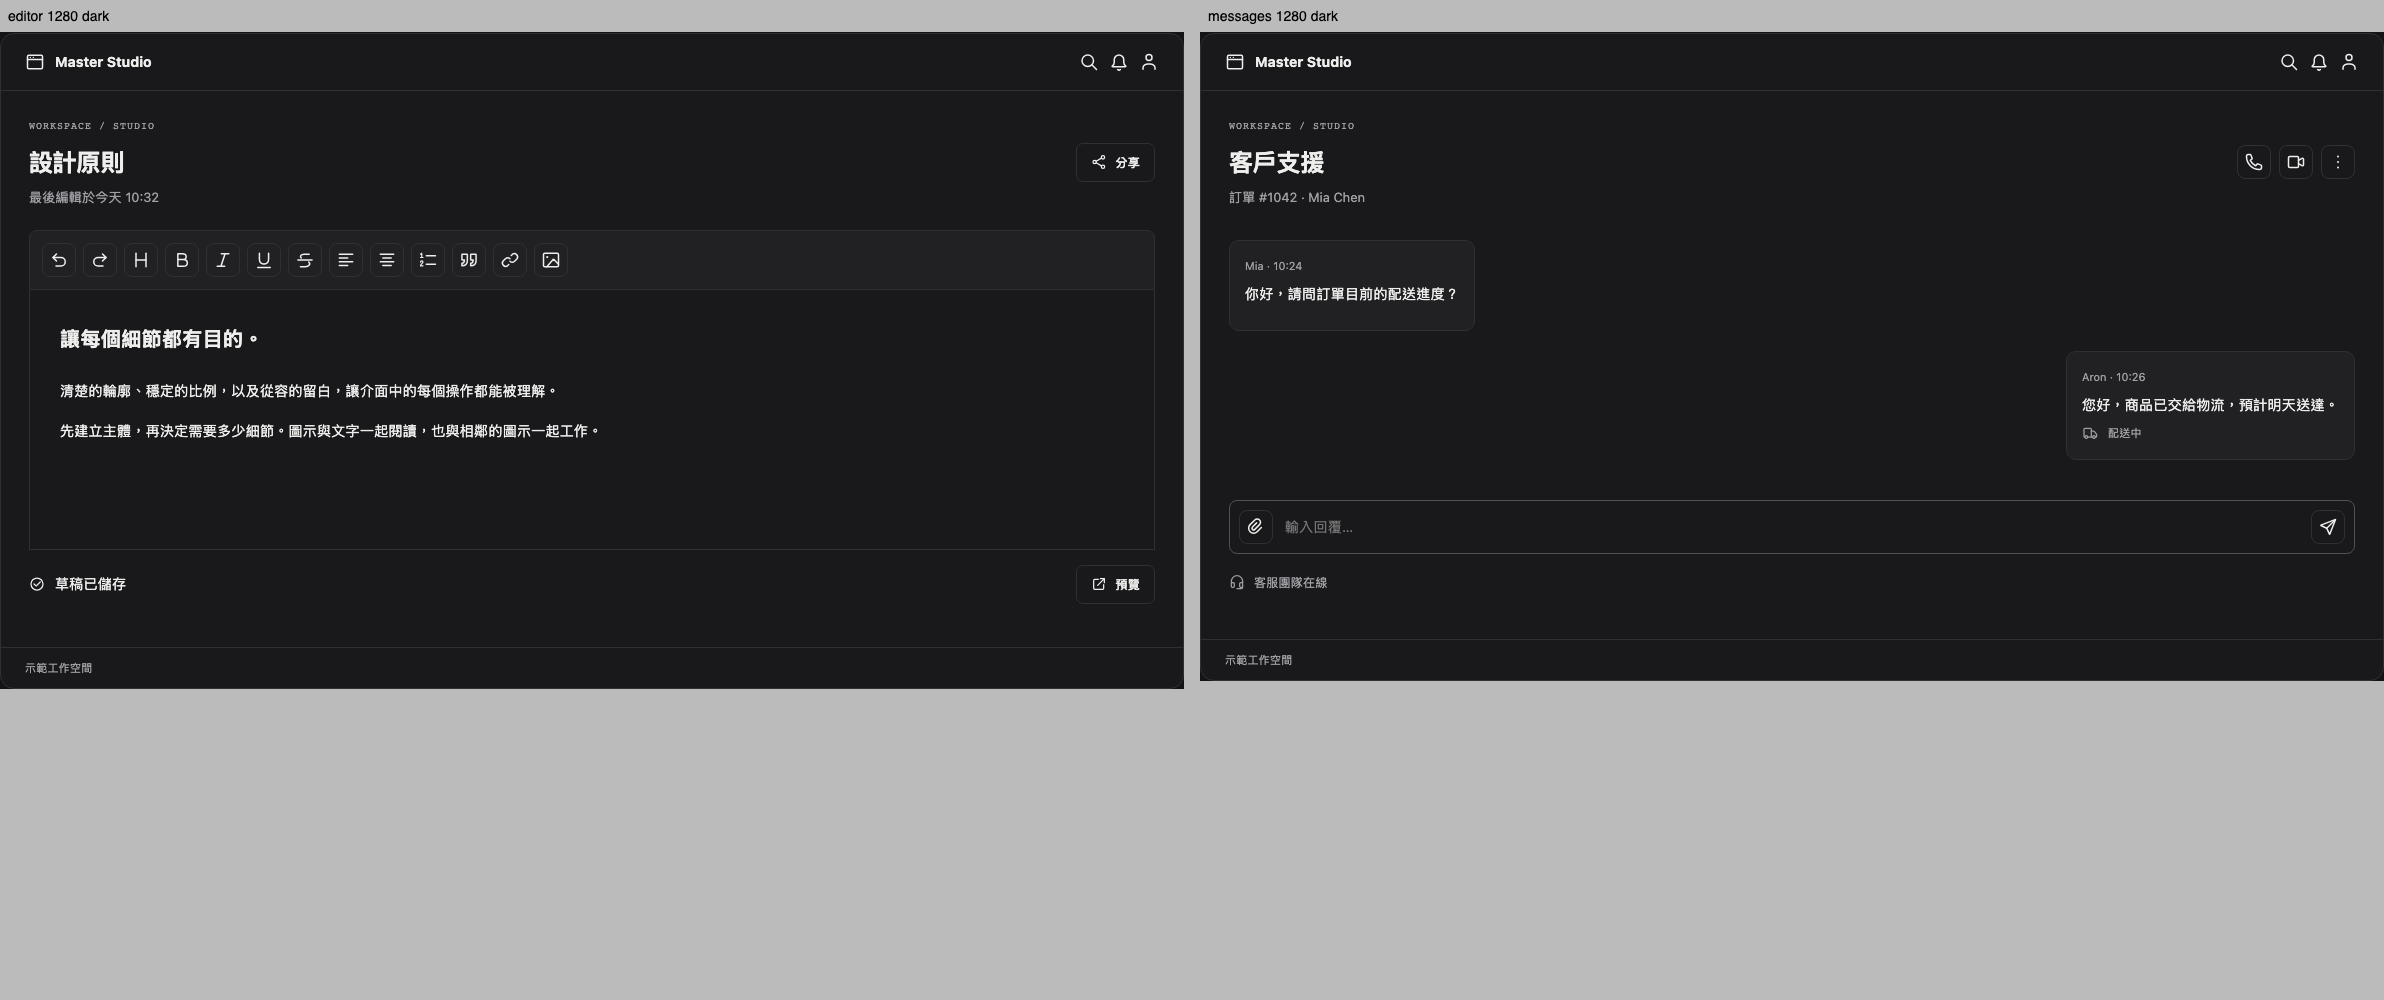 editor 1280 dark
Master Studio
WORKSPACE / STUDIO
設計原則
分享
最後編輯於今天 10:32
讓每個細節都有目的。
清楚的輪廓、穩定的比例，以及從容的留白，讓介面中的每個操作都能被理解。
先建立主體，再決定需要多少細節。圖示與文字一起閱讀，也與相鄰的圖示一起工作。
草稿已儲存
預覽
示範工作空間
messages 1280 dark
Master Studio
WORKSPACE / STUDIO
客戶支援
訂單 #1042 · Mia Chen
Mia · 10:24
你好，請問訂單目前的配送進度？
Aron · 10:26
您好，商品已交給物流，預計明天送達。
配送中
輸入回覆...
客服團隊在線
示範工作空間